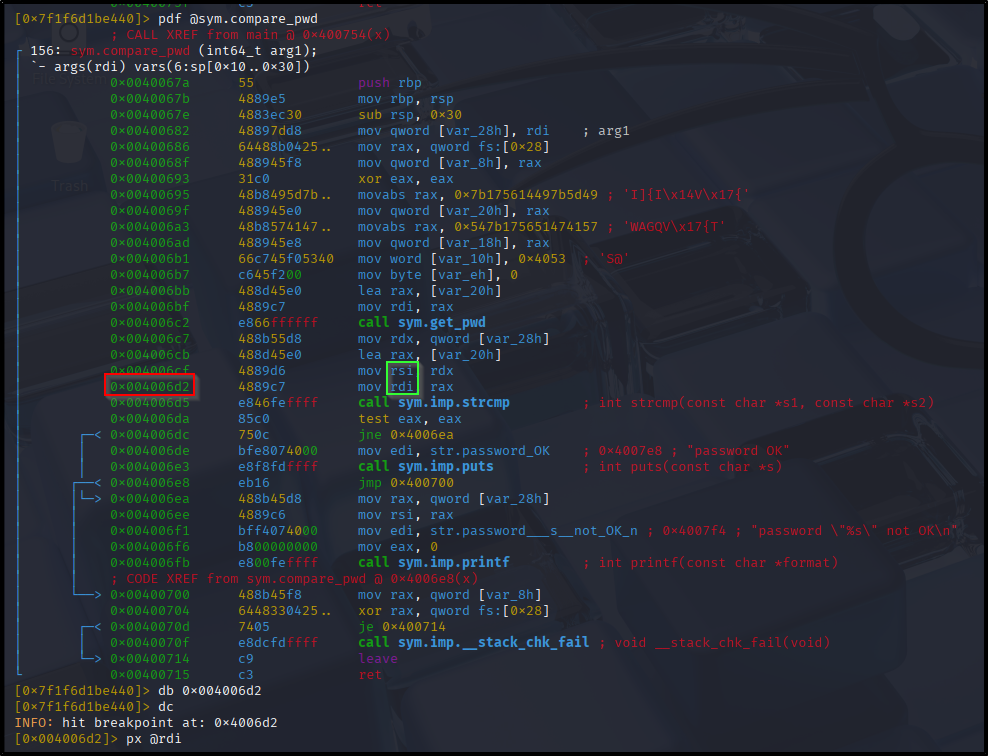 [0×7f1f6d1be440]> pdf @sym.compare_pwd
; CALL XREF from main @ 0×400754(x)
156: sym.compare_pwd (int64_t arg1);
`- args(rdi) vars(6:sp[0×10..0×30])
0×0040067a 55 push rbp
0×0040067b 4889e5 mov rbp, rsp
0×0040067e 4883ec30 sub rsp, 0×30
0×00400682 48897dd8 mov qword [var_28h], rdi ; arg1
0×00400686 64488b0425.. mov rax, qword fs:[0×28]
0×0040068f 488945f8 mov qword [var_8h], rax
0×00400693 31c0 xor eax, eax
0×00400695 48b8495d7b.. movabs rax, 0×7b175614497b5d49 ; 'I]{I\x14V\x17{'
0×0040069f 488945e0 mov qword [var_20h], rax
0×004006a3 48b8574147.. movabs rax, 0×547b175651474157 ; 'WAGQV\x17{T'
0×004006ad 488945e8 mov qword [var_18h], rax
0×004006b1 66c745f05340 mov word [var_10h], 0×4053 ; 'S@'
0×004006b7 c645f200 mov byte [var_eh], 0
0×004006bb 488d45e0 lea rax, [var_20h]
0×004006bf 4889c7 mov rdi, rax
0×004006c2 e866ffffff call sym.get_pwd
0×004006c7 488b55d8 mov rdx, qword [var_28h]
0×004006cb 488d45e0 lea rax, [var_20h]
0×004006cf 4889d6 mov rsi rdx
0×004006d2 4889c7 mov rdi rax
0×004006d5 e846feffff call sym.imp.strcmp ; int strcmp(const char *s1, const char *s2)
0×004006da 85c0 test eax, eax
0×004006dc 750c jne 0×4006ea
0×004006de bfe8074000 mov edi, str.password_OK ; 0×4007e8 ; "password OK"
0×004006e3 e8f8fdffff call sym.imp.puts ; int puts(const char *s)
0×004006e8 eb16 jmp 0×400700
0×004006ea 488b45d8 mov rax, qword [var_28h]
0×004006ee 4889c6 mov rsi, rax
0×004006f1 bff4074000 mov edi, str.password___s__not_OK_n ; 0×4007f4 ; "password \"%s\" not OK\n"
0×004006f6 b800000000 mov eax, 0
0×004006fb e800feffff call sym.imp.printf ; int printf(const char *format)
; CODE XREF from sym.compare_pwd @ 0×4006e8(x)
0×00400700 488b45f8 mov rax, qword [var_8h]
0×00400704 6448330425.. xor rax, qword fs:[0×28]
0×0040070d 7405 je 0×400714
0×0040070f e8dcfdffff call sym.imp.__stack_chk_fail ; void __stack_chk_fail(void)
0×00400714 c9 leave
0×00400715 c3 ret
[0×7f1f6d1be440]> db 0×004006d2
[0×7f1f6d1be440]> dc
INFO: hit breakpoint at: 0×4006d2
[0×004006d2]> px @rdi